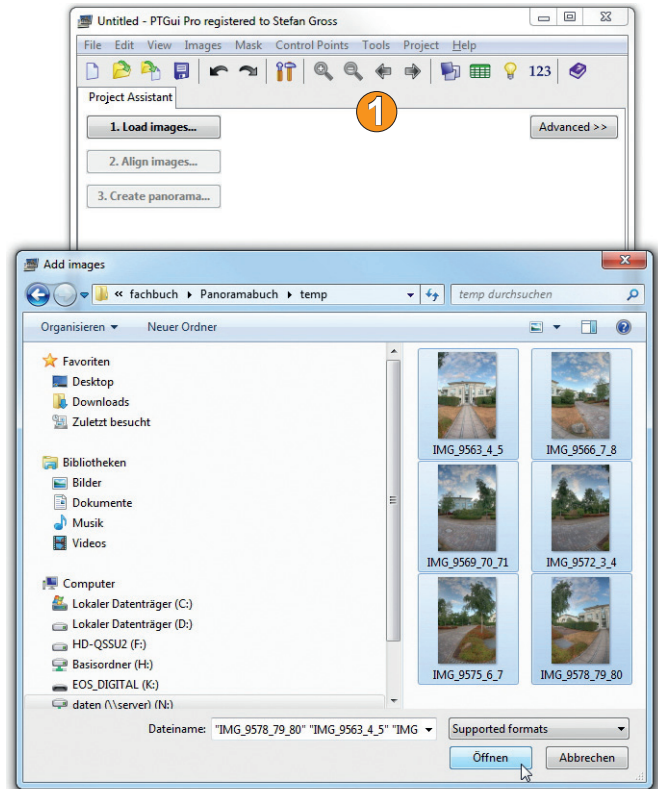 Untitled - PTGui Pro registered to Stefan Gross
File Edit View Images Mask Control Points Tools Project Help
123
Project Assistant
1
1. Load images...
Advanced >>
2. Align images...
3. Create panorama...
Add images
« fachbuch Panoramabuch temp
temp durchsuchen
Organisieren Neuer Ordner
Favoriten
Desktop
Downloads
Zuletzt besucht
Bibliotheken
Bilder
Dokumente
Musik
Videos
Computer
Lokaler Datenträger (C:)
Lokaler Datenträger (D:)
HD-QSSU2 (F:)
Basisordner (H:)
EOS_DIGITAL (K:)
daten (\\server) (N:)
IMG_9563_4_5 IMG_9566_7_8
IMG_9569_70_71 IMG_9572_3_4
IMG_9575_6_7 IMG_9578_79_80
Dateiname: "IMG_9578_79_80" "IMG_9563_4_5" "IMG
Supported formats
Öffnen Abbrechen